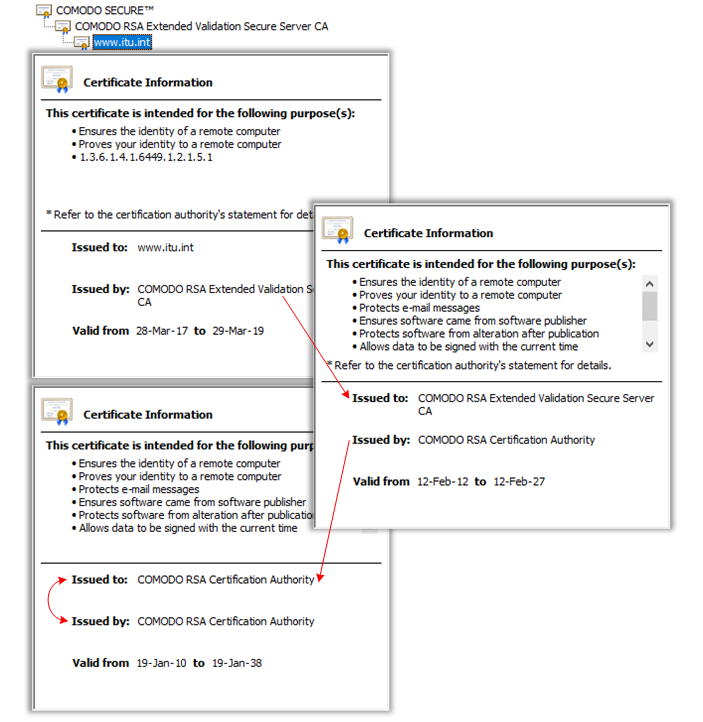 COMODO SECURE™
COMODO RSA Extended Validation Secure Server CA
www.itu.int
Certificate Information
This certificate is intended for the following purpose(s):
• Ensures the identity of a remote computer
• Proves your identity to a remote computer
• 1.3.6.1.4.1.6449.1.2.1.5.1
* Refer to the certification authority's statement for det
Issued to: www.itu.int
Issued by: COMODO RSA Extended Validation S
CA
Valid from 28-Mar-17 to 29-Mar-19
Certificate Information
This certificate is intended for the following purpose(s):
• Ensures the identity of a remote computer
• Proves your identity to a remote computer
• Protects e-mail messages
• Ensures software came from software publisher
• Protects software from alteration after publication
• Allows data to be signed with the current time
* Refer to the certification authority's statement for details.
Issued to: COMODO RSA Extended Validation Secure Server
CA
Issued by: COMODO RSA Certification Authority
Valid from 12-Feb-12 to 12-Feb-27
Certificate Information
This certificate is intended for the following purp
• Ensures the identity of a remote computer
• Proves your identity to a remote computer
• Protects e-mail messages
• Ensures software came from software publisher
• Protects software from alteration after publicatio
• Allows data to be signed with the current time
Issued to: COMODO RSA Certification Authority
Issued by: COMODO RSA Certification Authority
Valid from 19-Jan-10 to 19-Jan-38